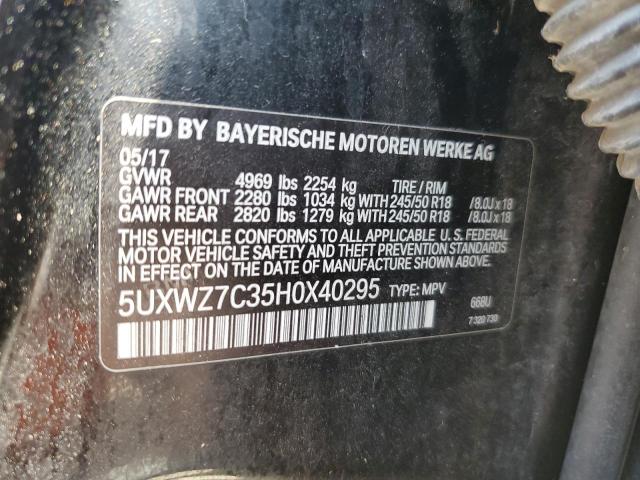 MFD BY BAYERISCHE MOTOREN WERKE AG
05/17
GVWR 4969 lbs 2254 kg TIRE / RIM
GAWR FRONT 2280 lbs 1034 kg WITH 245/50 R18 /8.0J x 18
GAWR REAR 2820 lbs 1279 kg WITH 245/50 R18 /8.0J x 18
THIS VEHICLE CONFORMS TO ALL APPLICABLE U. S. FEDERAL
MOTOR VEHICLE SAFETY AND THEFT PREVENTION STANDARDS
IN EFFECT ON THE DATE OF MANUFACTURE SHOWN ABOVE.
5UXWZ7C35H0X40295 TYPE: MPV 668U
7 320 730